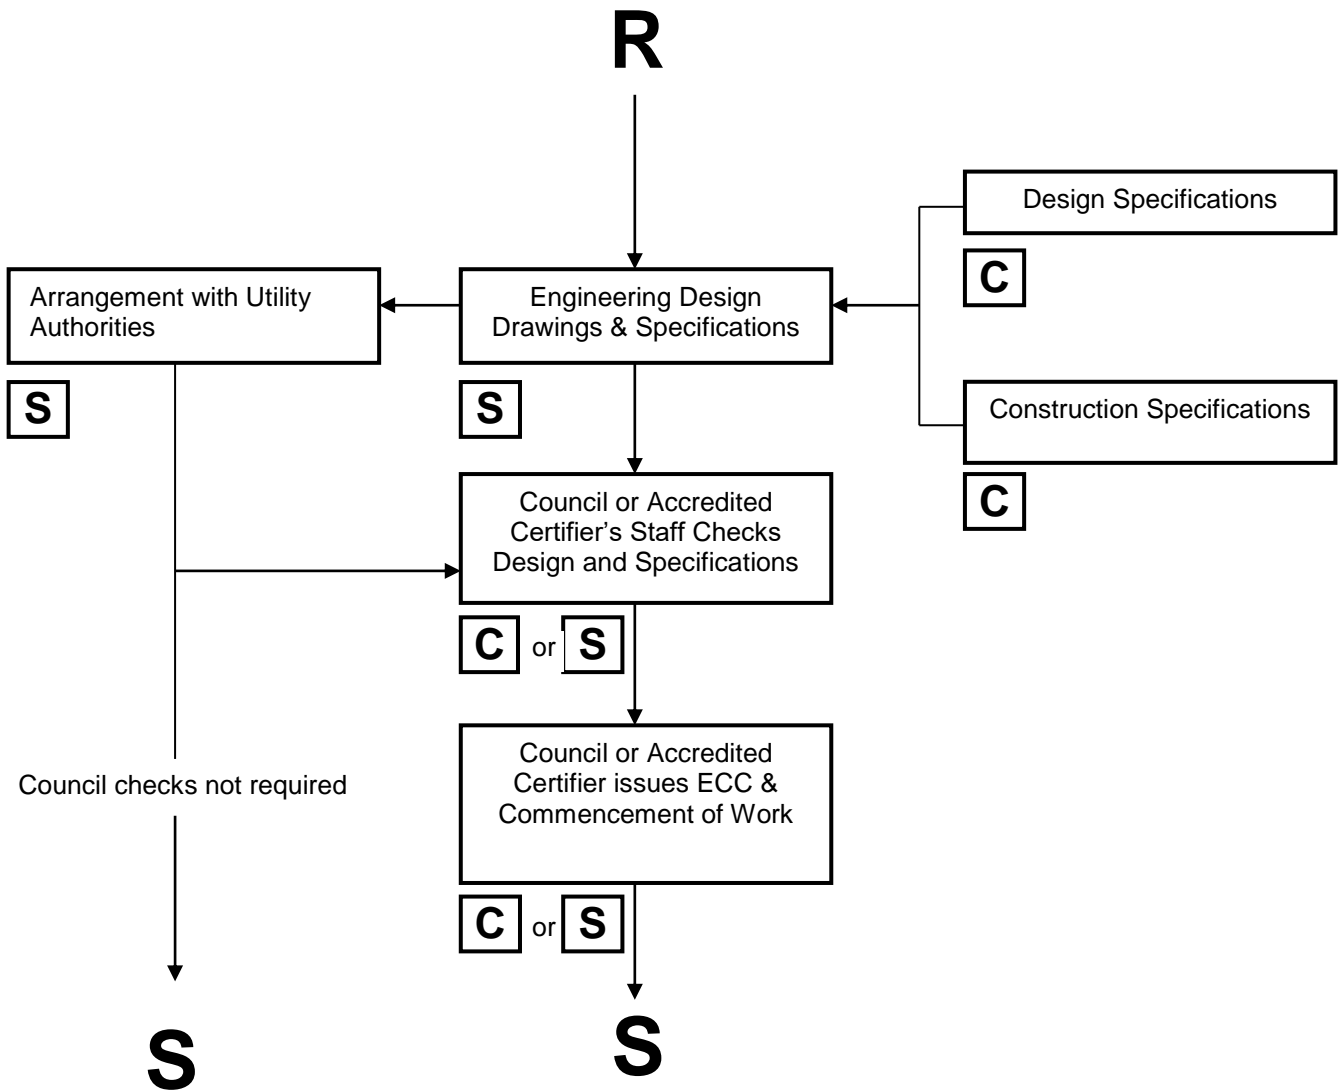 R
Design Specifications
C
Arrangement with Utility
Authorities
S
Engineering Design
Drawings & Specifications
S
Construction Specifications
C
Council or Accredited
Certifier’s Staff Checks
Design and Specifications
C or S
Council or Accredited
Certifier issues ECC &
Commencement of Work
C or S
Council checks not required
S
S